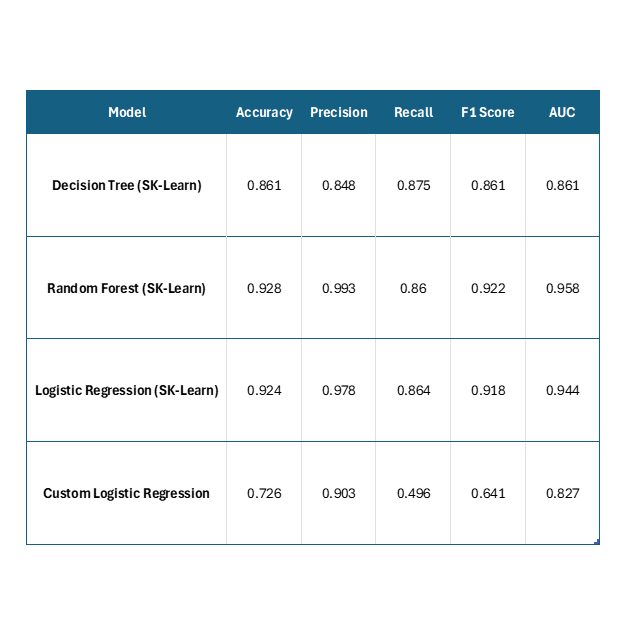 Model Accuracy Precision Recall F1 Score AUC
Decision Tree (SK-Learn) 0.861 0.848 0.875 0.861 0.861
Random Forest (SK-Learn) 0.928 0.993 0.86 0.922 0.958
Logistic Regression (SK-Learn) 0.924 0.978 0.864 0.918 0.944
Custom Logistic Regression 0.726 0.903 0.496 0.641 0.827